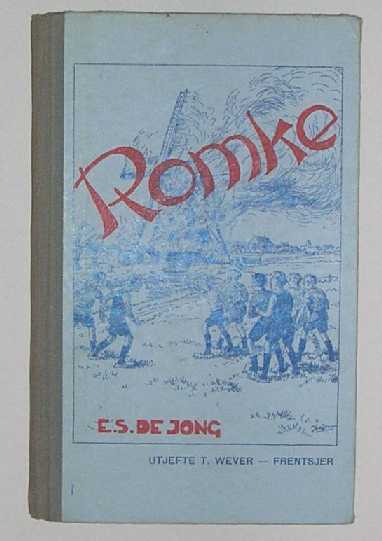 Romke
E.S. DE JONG
UTJEFTE T. WEVER — FRENTSJER